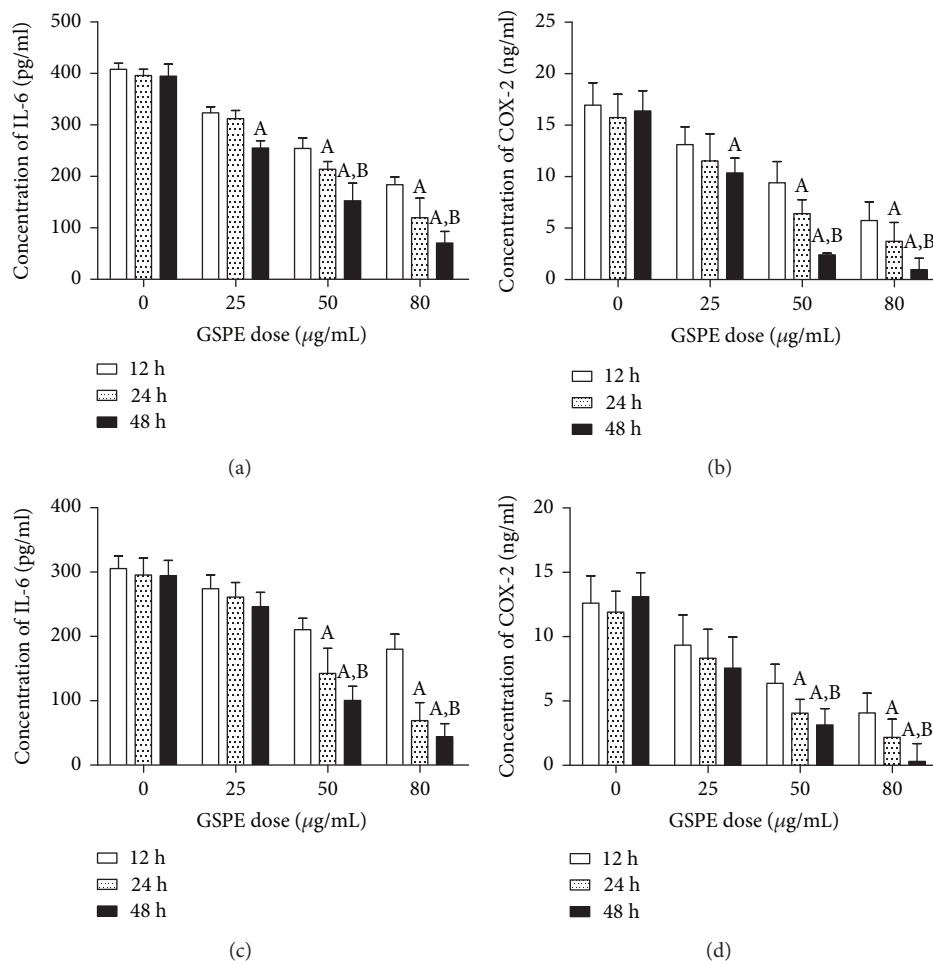 Concentration of IL-6 (pg/ml)
500
400
300
200
100
0
A
A
A,B
A
A,B
0 25 50 80
GSPE dose (μg/mL)
12 h
24 h
48 h
(a)
Concentration of COX-2 (ng/ml)
25
20
15
10
5
0
A
A
A,B
A
A,B
0 25 50 80
GSPE dose (μg/mL)
12 h
24 h
48 h
(b)
Concentration of IL-6 (pg/ml)
400
300
200
100
0
A
A,B
A
A,B
0 25 50 80
GSPE dose (μg/mL)
12 h
24 h
48 h
(c)
Concentration of COX-2 (ng/ml)
20
15
10
5
0
A
A,B
A
A,B
0 25 50 80
GSPE dose (μg/mL)
12 h
24 h
48 h
(d)